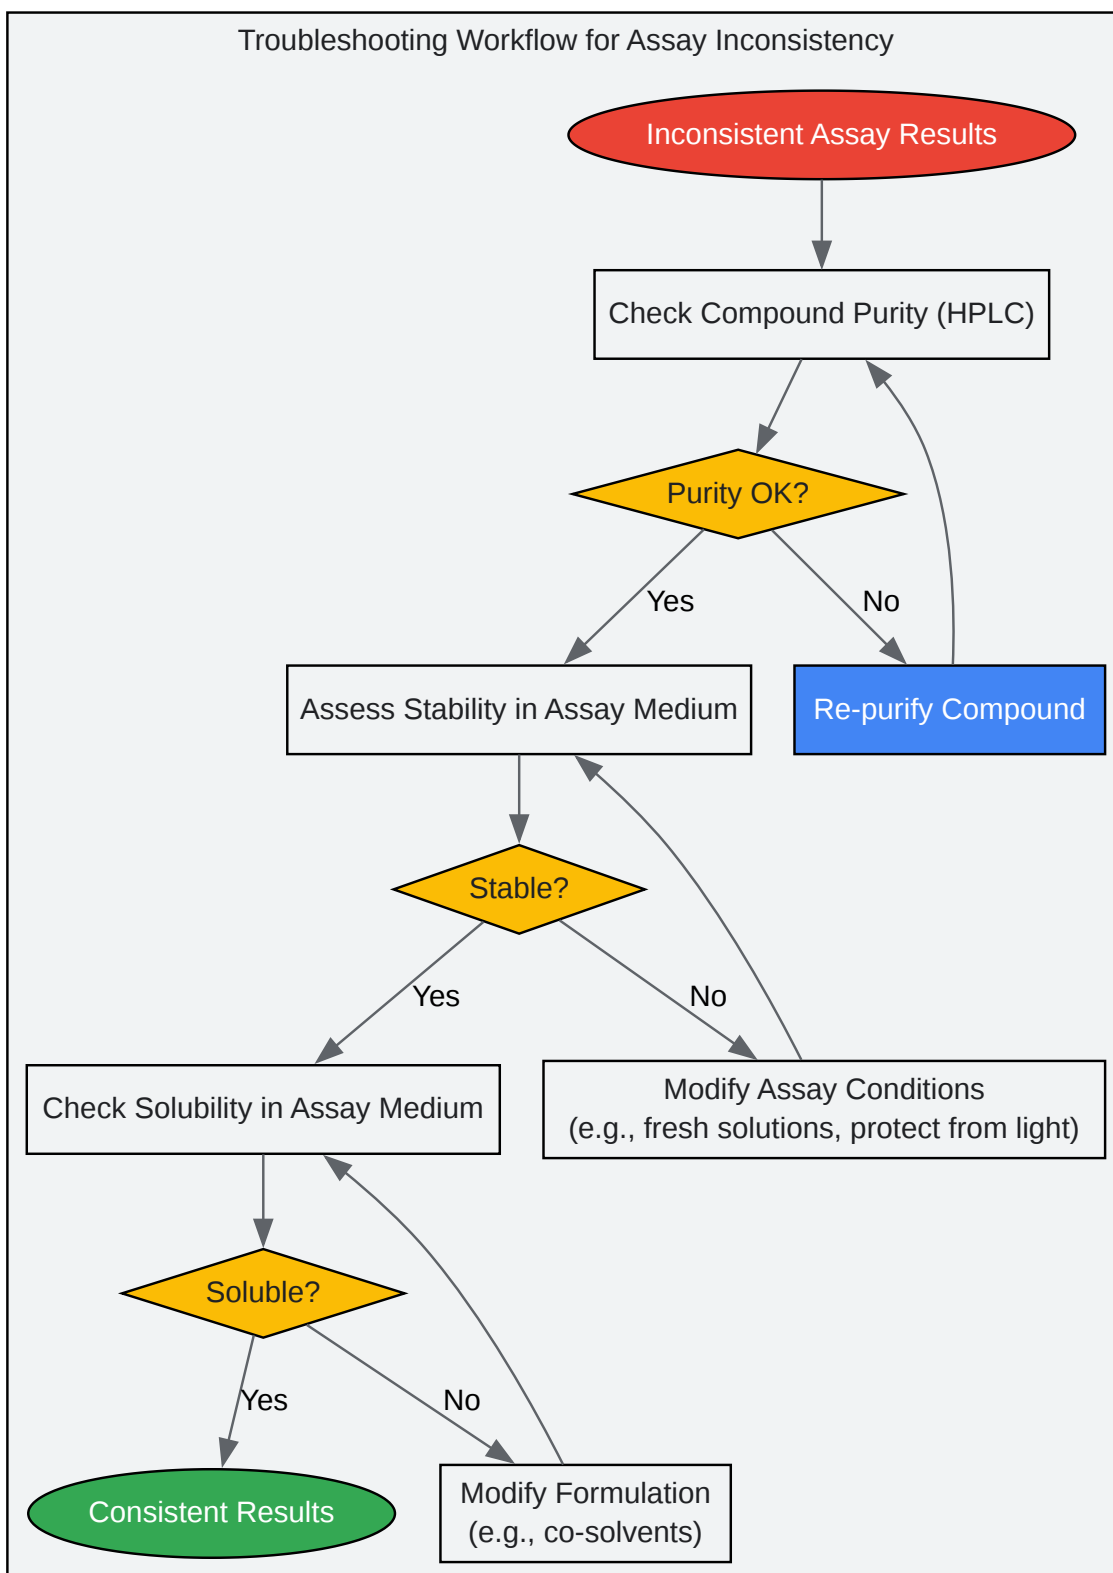 Troubleshooting Workflow for Assay Inconsistency
Inconsistent Assay Results
Check Compound Purity (HPLC)
Purity OK?
Yes
No
Assess Stability in Assay Medium
Re-purify Compound
Stable?
Yes
No
Check Solubility in Assay Medium
Modify Assay Conditions
(e.g., fresh solutions, protect from light)
Soluble?
Yes
No
Consistent Results
Modify Formulation
(e.g., co-solvents)